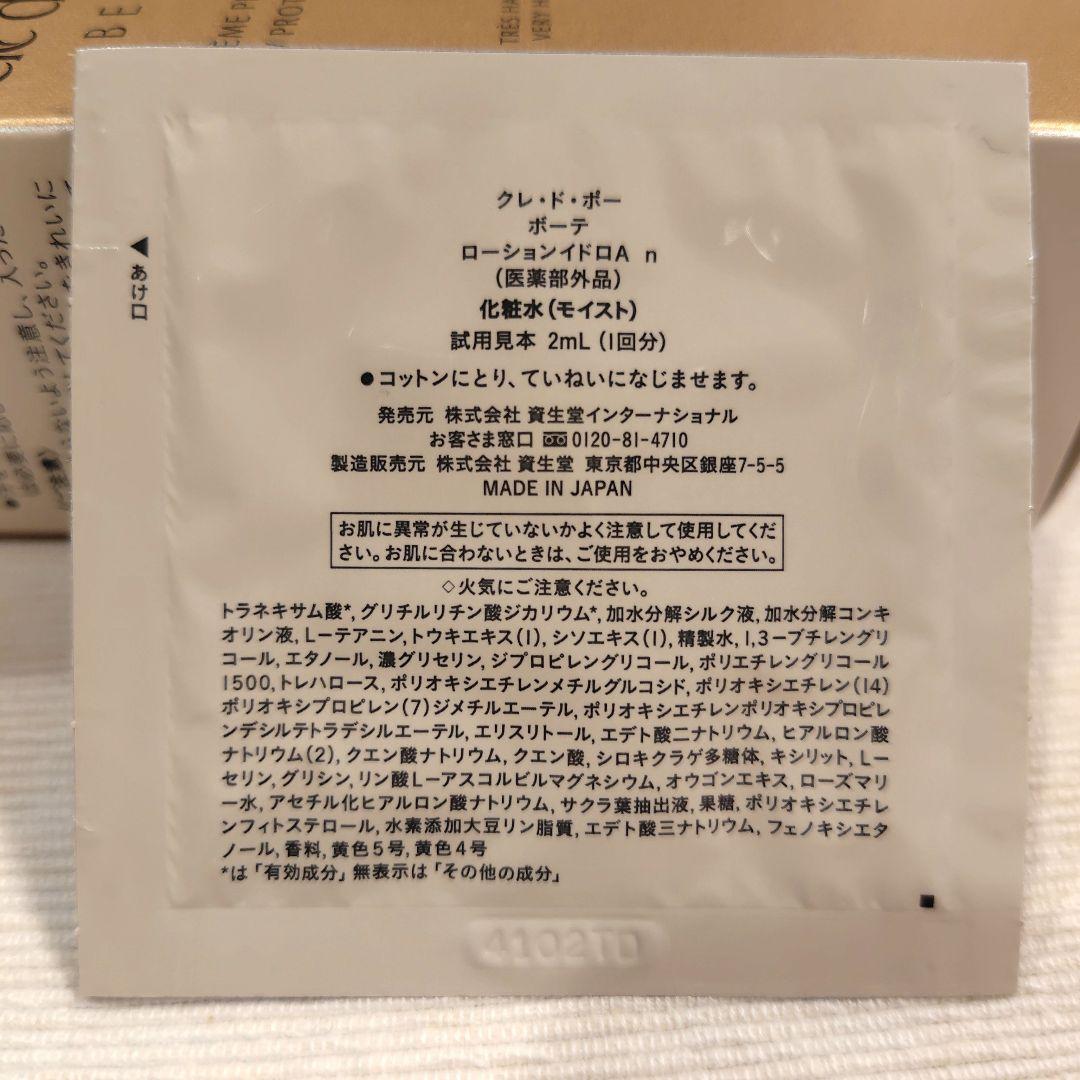 BE
TRÈS HA
VERY H
ÈME P
PROT
に
きれいに
てください。
ないよう注意し、
ください。
◀あけ口
クレ・ド・ポー
ボーテ
ローションイドロA n
(医薬部外品)
化粧水(モイスト)
試用見本 2mL (1回分)
●コットンにとり、ていねいになじませます。
発売元 株式会社 資生堂インターナショナル
お客さま窓口 0120-81-4710
製造販売元 株式会社 資生堂 東京都中央区銀座7-5-5
MADE IN JAPAN
お肌に異常が生じていないかよく注意して使用してくだ
さい。お肌に合わないときは、ご使用をおやめください。
◇火気にご注意ください。
トラネキサム酸*, グリチルリチン酸ジカリウム*, 加水分解シルク液, 加水分解コンキ
オリン液, L-テアニン, トウキエキス(1), シソエキス(1), 精製水, 1,3-ブチレングリ
コール, エタノール, 濃グリセリン, ジプロピレングリコール, ポリエチレングリコール
1500, トレハロース, ポリオキシエチレンメチルグルコシド, ポリオキシエチレン(14)
ポリオキシプロピレン(7)ジメチルエーテル, ポリオキシエチレンポリオキシプロピレ
ンデシルテトラデシルエーテル, エリスリトール, エデト酸二ナトリウム, ヒアルロン酸
ナトリウム(2), クエン酸ナトリウム, クエン酸, シロキクラゲ多糖体, キシリット, L-
セリン, グリシン, リン酸L-アスコルビルマグネシウム, オウゴンエキス, ローズマリ
ー水, アセチル化ヒアルロン酸ナトリウム, サクラ葉抽出液, 果糖, ポリオキシエチレ
ンフィトステロール, 水素添加大豆リン脂質, エデト酸三ナトリウム, フェノキシエタ
ノール, 香料, 黄色5号, 黄色4号
*は「有効成分」無表示は「その他の成分」
4102TD